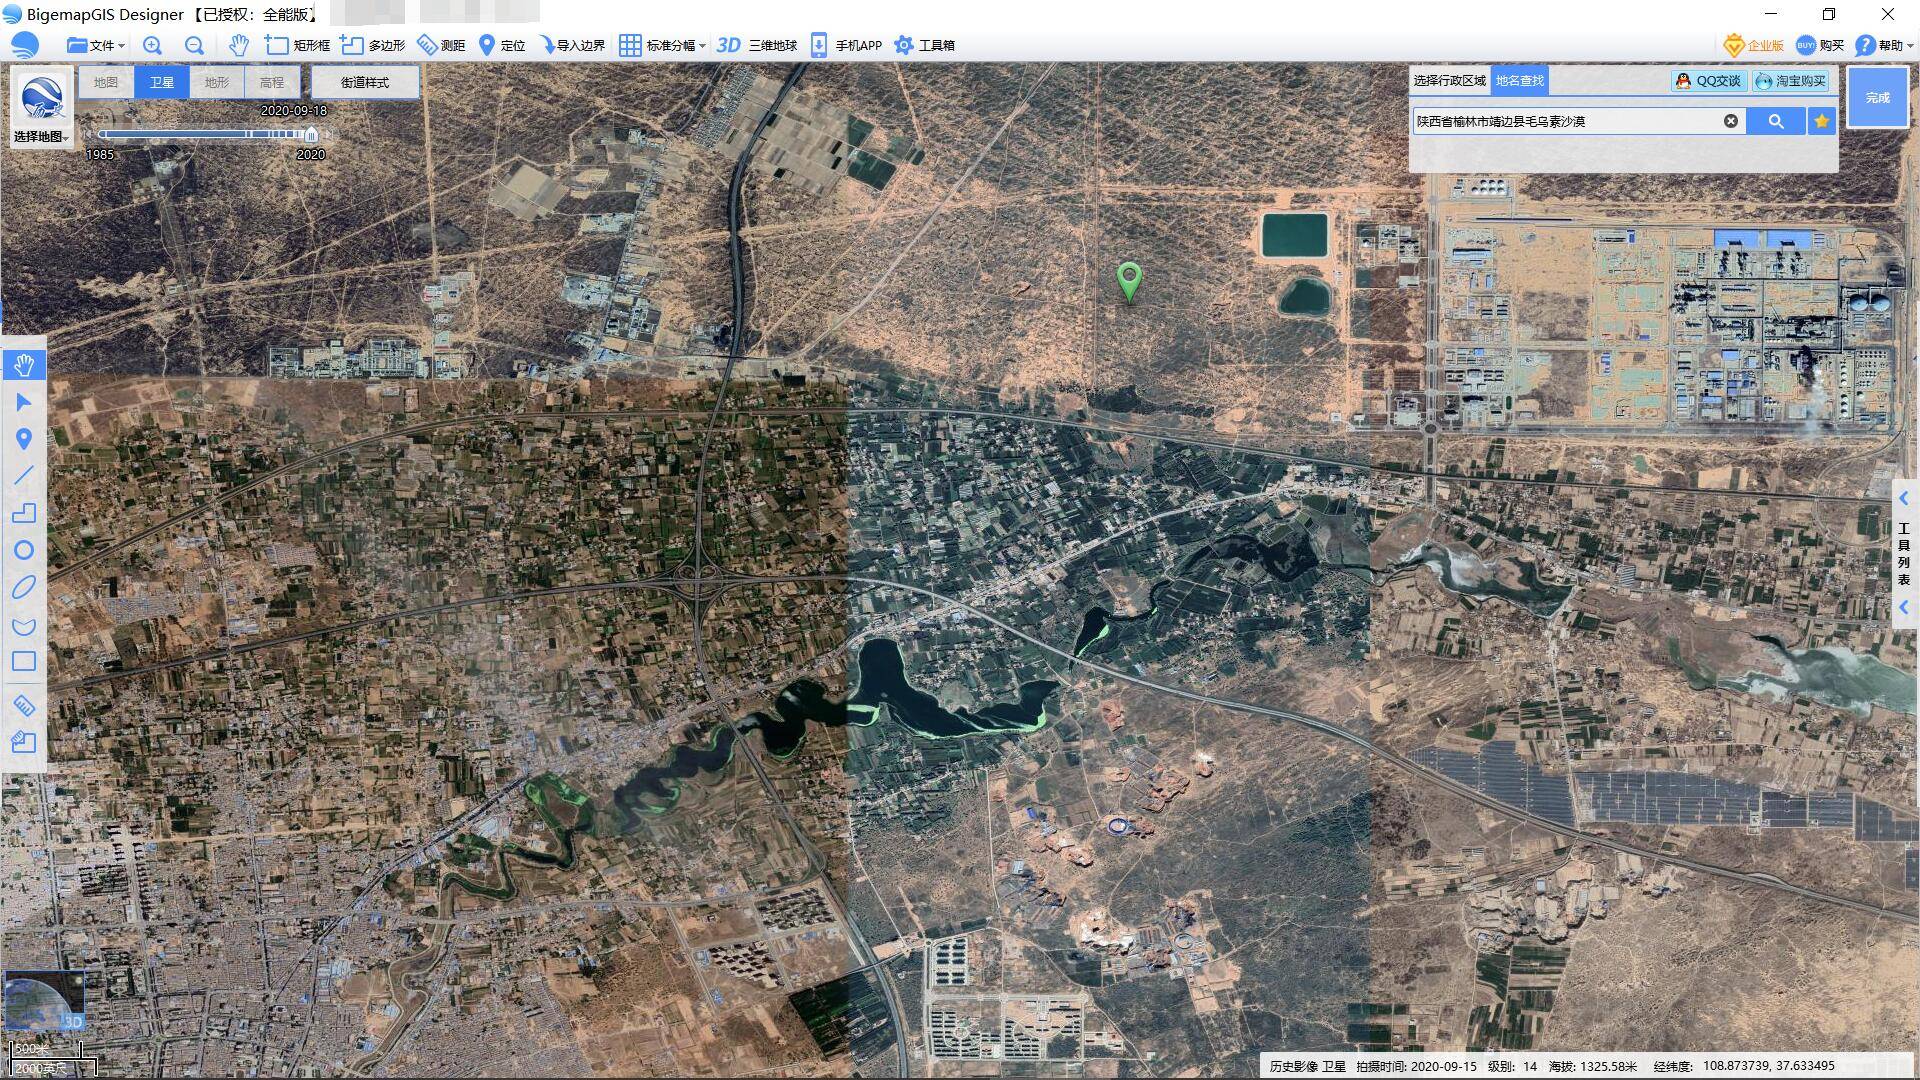 BigemapGIS Designer 【已授权：全能版】
文件 矩形框 多边形 测距 定位 导入边界 标准分幅 3D 三维地球 手机APP 工具箱 企业版 BUY! 购买 ? 帮助
地图 卫星 地形 高程 街道样式
选择行政区域 地名查找 QQ交谈 淘宝购买
完成
2020-09-18
陕西省榆林市靖边县毛乌素沙漠
选择地图
1985 2020
工具列表
3D
500米
2000英尺
历史影像 卫星 拍摄时间: 2020-09-15 级别: 14 海拔: 1325.58米 经纬度: 108.873739, 37.633495